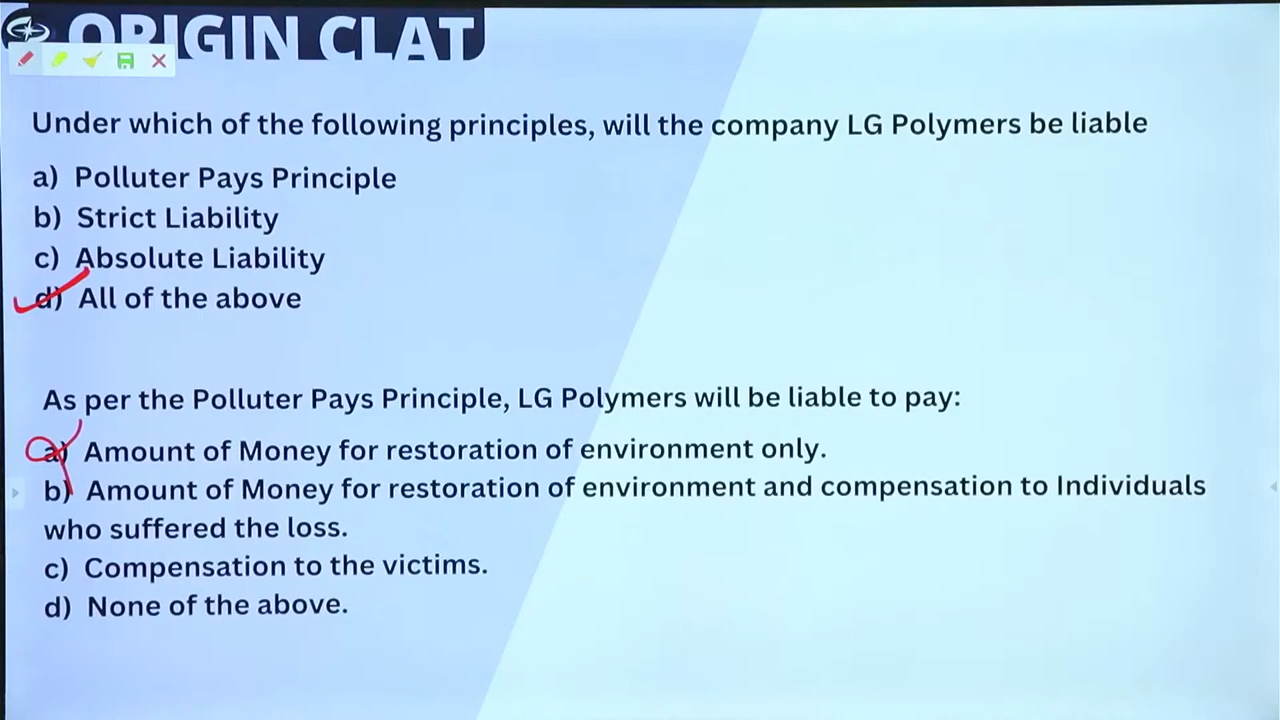 ORIGIN CLAT
Under which of the following principles, will the company LG Polymers be liable
a) Polluter Pays Principle
b) Strict Liability
c) Absolute Liability
d) All of the above
As per the Polluter Pays Principle, LG Polymers will be liable to pay:
a) Amount of Money for restoration of environment only.
b) Amount of Money for restoration of environment and compensation to Individuals
who suffered the loss.
c) Compensation to the victims.
d) None of the above.